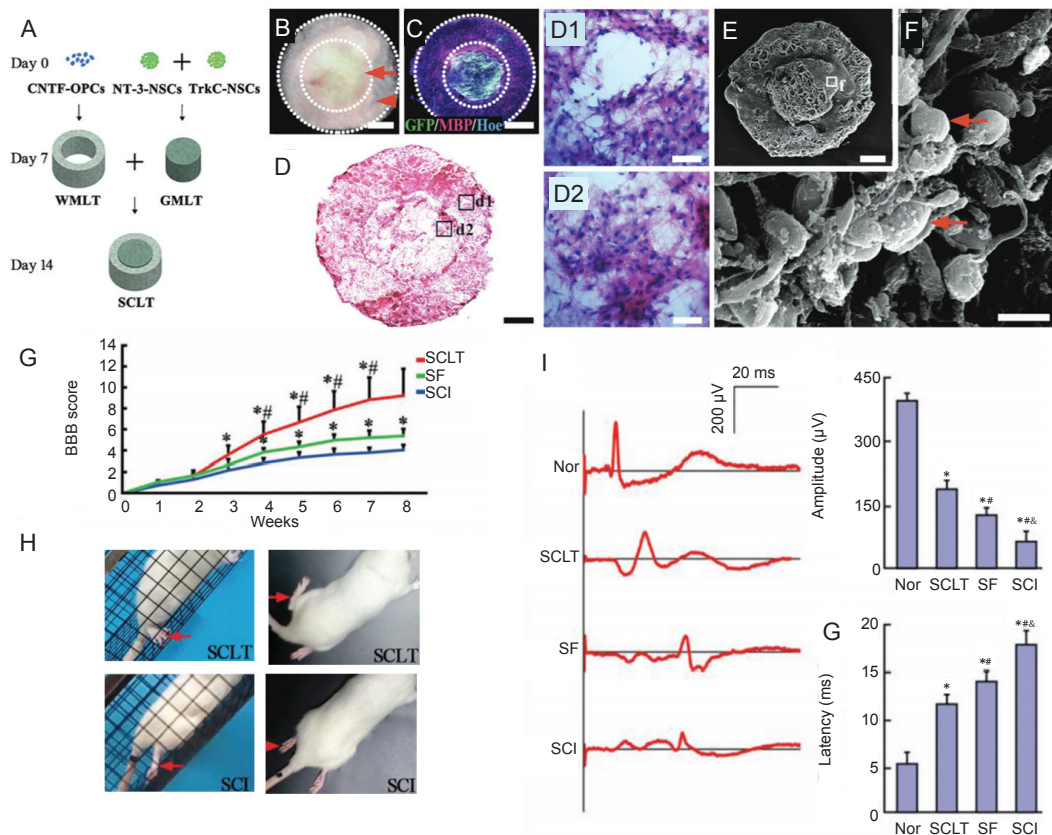 A
Day 0
CNTF-OPCs NT-3-NSCs TrkC-NSCs
+
Day 7
+
WMLT GMLT
Day 14
SCLT
B
C
GFP/MBP/Hoe
D
d1
d2
D1
D2
E
f
F
G
BBB score
14
12
10
8
6
4
2
0
* * * * * *
*# *# *# *#
0 1 2 3 4 5 6 7 8
Weeks
SCLT
SF
SCI
H
SCLT
SCLT
SCI
SCI
I
20 ms
200 µV
Nor
SCLT
SF
SCI
Amplitude (µ V)
450
300
150
0
*
*#
*#&
Nor SCLT SF SCI
G
Latency (ms)
20
15
10
5
0
*
*#
*#&
Nor SCLT SF SCI